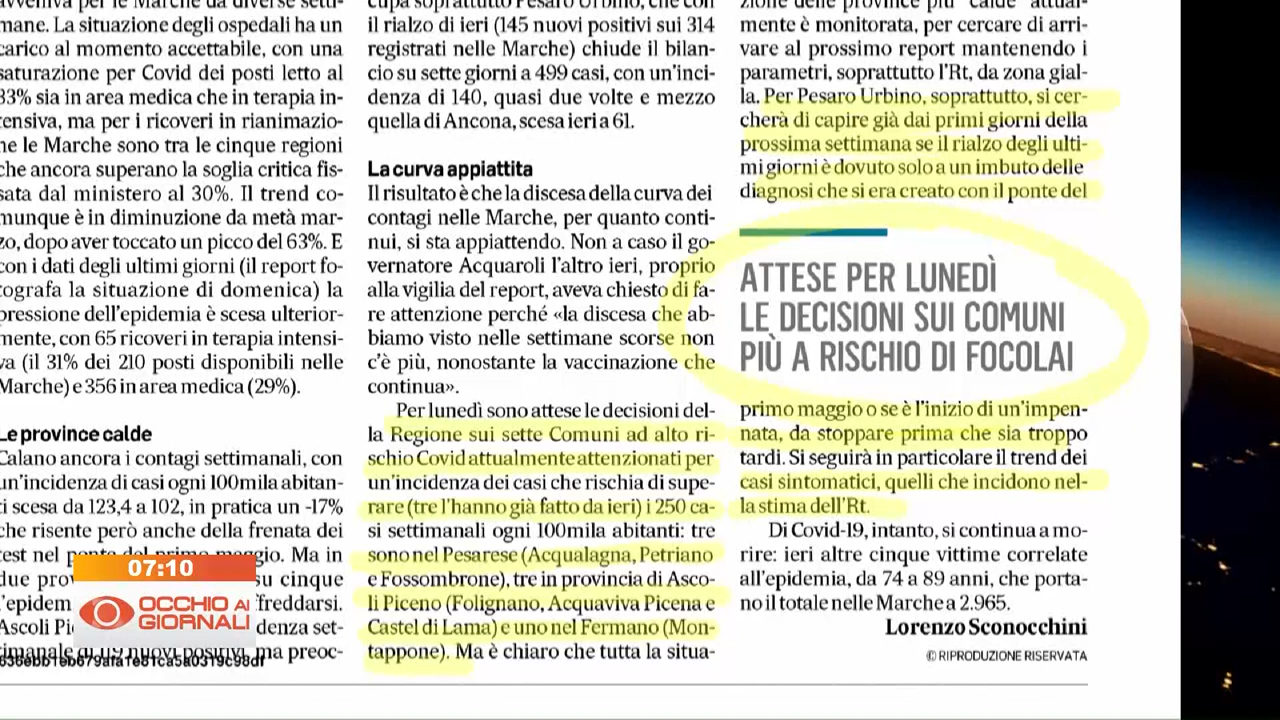 mane. La situazione degli ospedali ha un
carico al momento accettabile, con una
saturazione per Covid dei posti letto al
33% sia in area medica che in terapia in-
tensiva, ma per i ricoveri in rianimazio-
ne le Marche sono tra le cinque regioni
che ancora superano la soglia critica fis-
sata dal ministero al 30%. Il trend co-
munque è in diminuzione da metà mar-
zo, dopo aver toccato un picco del 63%. E
con i dati degli ultimi giorni (il report fo-
tografa la situazione di domenica) la
pressione dell'epidemia è scesa ulterior-
mente, con 65 ricoveri in terapia intensi-
va (il 31% dei 210 posti disponibili nelle
Marche) e 356 in area medica (29%).
Le province calde
Calano ancora i contagi settimanali, con
un'incidenza di casi ogni 100mila abitan-
ti scesa da 123,4 a 102, in pratica un -17%
che risente però anche della frenata dei
test nel ponte del primo maggio. Ma in
due su cinque
l'epidem ffreddarsi.
Ascoli denza set-
timanale di nuovi positivi, ma preoc-
il rialzo di ieri (145 nuovi positivi sui 314
registrati nelle Marche) chiude il bilan-
cio su sette giorni a 499 casi, con un'inci-
denza di 140, quasi due volte e mezzo
quella di Ancona, scesa ieri a 61.
La curva appiattita
Il risultato è che la discesa della curva dei
contagi nelle Marche, per quanto conti-
nui, si sta appiattendo. Non a caso il go-
vernatore Acquaroli l'altro ieri, proprio
alla vigilia del report, aveva chiesto di fa-
re attenzione perché «la discesa che ab-
biamo visto nelle settimane scorse non
c'è più, nonostante la vaccinazione che
continua».
Per lunedì sono attese le decisioni del-
la Regione sui sette Comuni ad alto ri-
schio Covid attualmente attenzionati per
un'incidenza dei casi che rischia di supe-
rare (tre l'hanno già fatto da ieri) i 250 ca-
si settimanali ogni 100mila abitanti: tre
sono nel Pesarese (Acqualagna, Petriano
e Fossombrone), tre in provincia di Asco-
li Piceno (Folignano, Acquaviva Picena e
Castel di Lama) e uno nel Fermano (Mon-
tappone). Ma è chiaro che tutta la situa-
zione delle province più "calde" attual-
mente è monitorata, per cercare di arri-
vare al prossimo report mantenendo i
parametri, soprattutto l'Rt, da zona gial-
la. Per Pesaro Urbino, soprattutto, si cer-
cherà di capire già dai primi giorni della
prossima settimana se il rialzo degli ulti-
mi giorni è dovuto solo a un imbuto delle
diagnosi che si era creato con il ponte del
ATTESE PER LUNEDÌ
LE DECISIONI SUI COMUNI
PIÙ A RISCHIO DI FOCOLAI
primo maggio o se è l'inizio di un'impen-
nata, da stoppare prima che sia troppo
tardi. Si seguirà in particolare il trend dei
casi sintomatici, quelli che incidono nel-
la stima dell'Rt.
Di Covid-19, intanto, si continua a mo-
rire: ieri altre cinque vittime correlate
all'epidemia, da 74 a 89 anni, che porta-
no il totale nelle Marche a 2.965.
Lorenzo Sconocchini
© RIPRODUZIONE RISERVATA
07:10
OCCHIO AI
GIORNALI